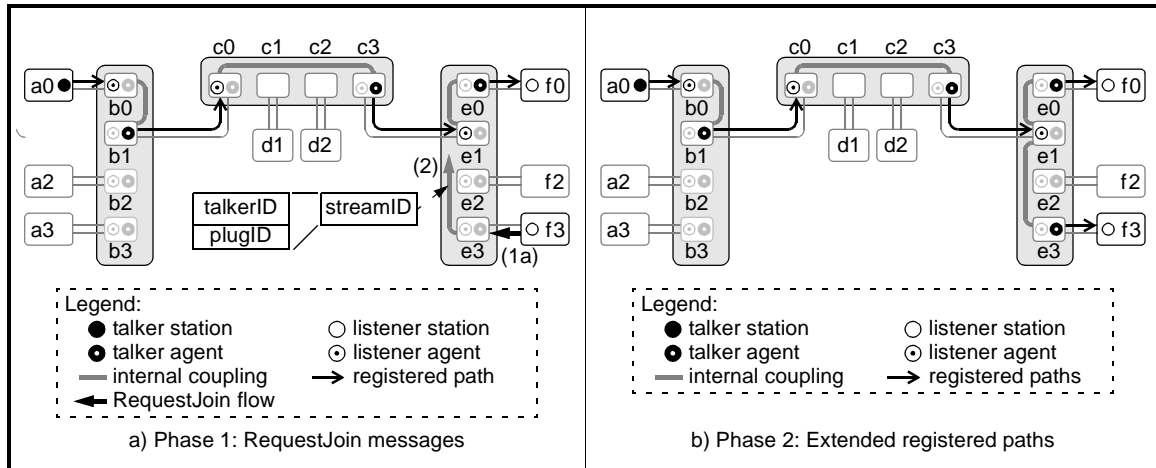 c0 c1 c2 c3
a0 b0 e0 f0
b1 d1 d2 e1
(2)
a2 b2 e2 f2
talkerID streamID
plugID
a3 b3 e3 f3
(1a)
Legend:
talker station listener station
talker agent listener agent
internal coupling registered path
RequestJoin flow
a) Phase 1: RequestJoin messages
c0 c1 c2 c3
a0 b0 e0 f0
b1 d1 d2 e1
a2 b2 e2 f2
a3 b3 e3 f3
Legend:
talker station listener station
talker agent listener agent
internal coupling registered paths
b) Phase 2: Extended registered paths